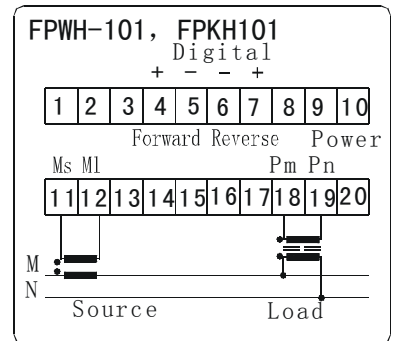 FPWH-101, FPKH101
Digital
+ - - +
1 2 3 4 5 6 7 8 9 10
Forward Reverse Power
Ms Ml Pm Pn
11 12 13 14 15 16 17 18 19 20
M
N
Source Load